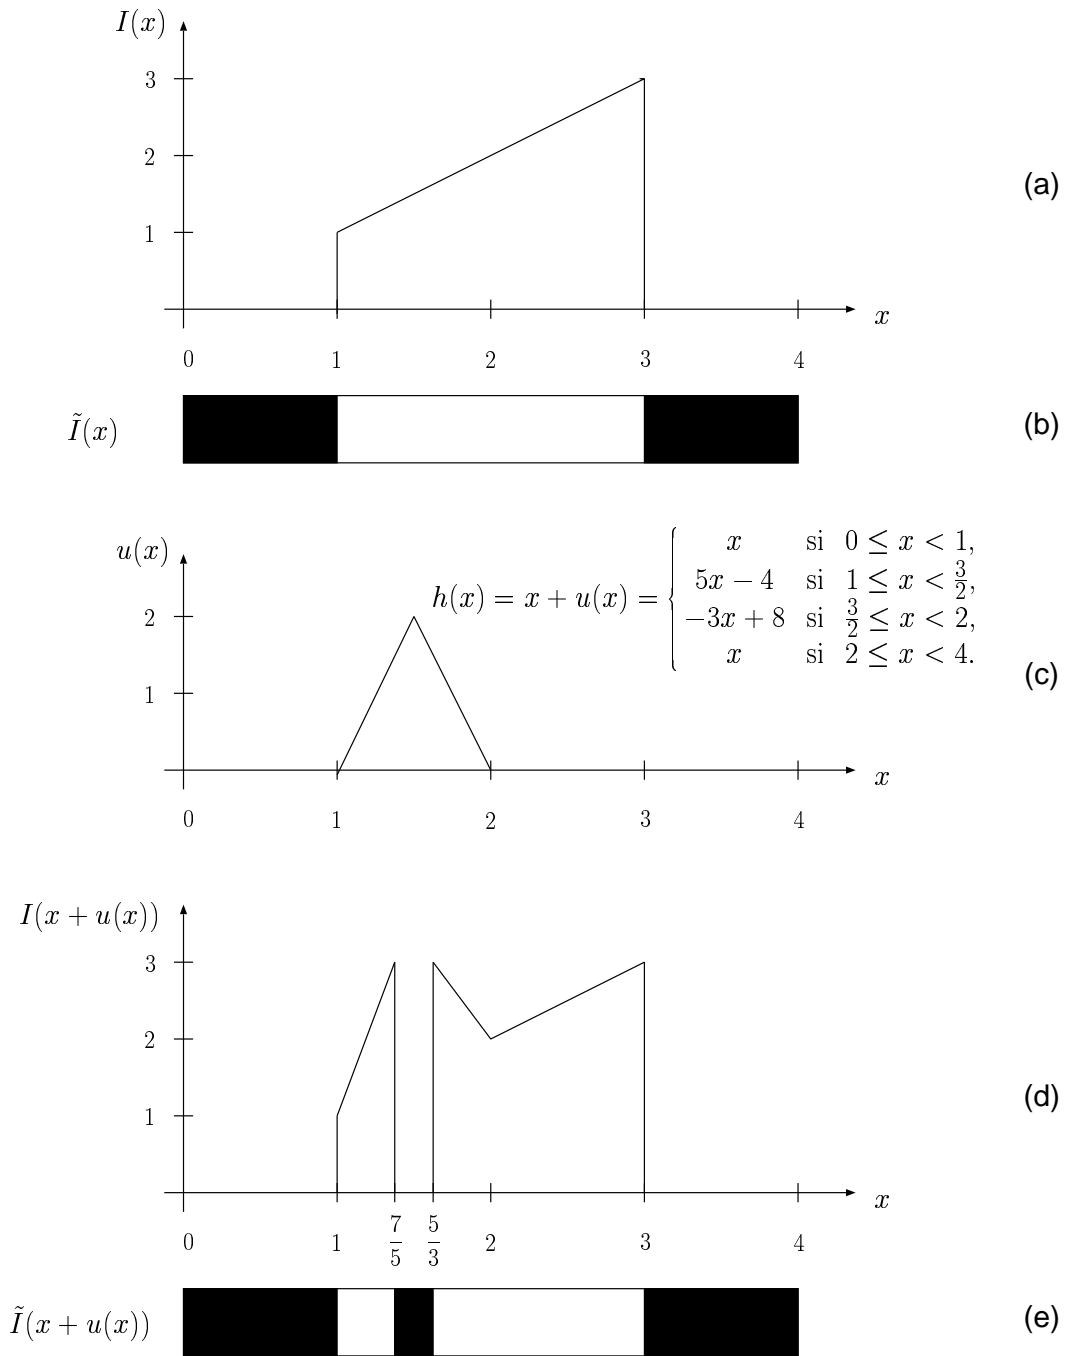 I(x)
3
2
1
x
0 1 2 3 4
(a)
Ĩ(x)
(b)
u(x)
2
1
h(x) = x + u(x) = { x si 0 ≤ x < 1,
5x − 4 si 1 ≤ x < 3/2,
−3x + 8 si 3/2 ≤ x < 2,
x si 2 ≤ x < 4.
x
0 1 2 3 4
(c)
I(x + u(x))
3
2
1
x
0 1 7/5 5/3 2 3 4
(d)
Ĩ(x + u(x))
(e)